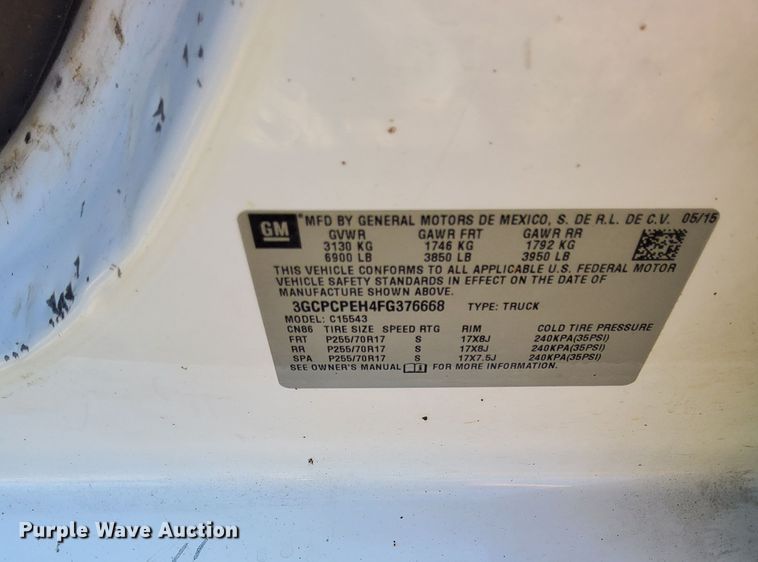 GM ® MFD BY GENERAL MOTORS DE MEXICO, S. DE R.L. DE C.V. 05/15
GVWR GAWR FRT GAWR RR
3130 KG 1746 KG 1792 KG
6900 LB 3850 LB 3950 LB
THIS VEHICLE CONFORMS TO ALL APPLICABLE U.S. FEDERAL MOTOR
VEHICLE SAFETY STANDARDS IN EFFECT ON THE DATE OF
MANUFACTURE SHOWN ABOVE.
3GCPCPEH4FG376668 TYPE: TRUCK
MODEL: C15543
CN86 TIRE SIZE SPEED RTG RIM COLD TIRE PRESSURE
FRT P255/70R17 S 17X8J 240KPA(35PSI)
RR P255/70R17 S 17X8J 240KPA(35PSI)
SPA P255/70R17 S 17X7.5J 240KPA(35PSI)
SEE OWNER'S MANUAL FOR MORE INFORMATION.
Purple Wave Auction